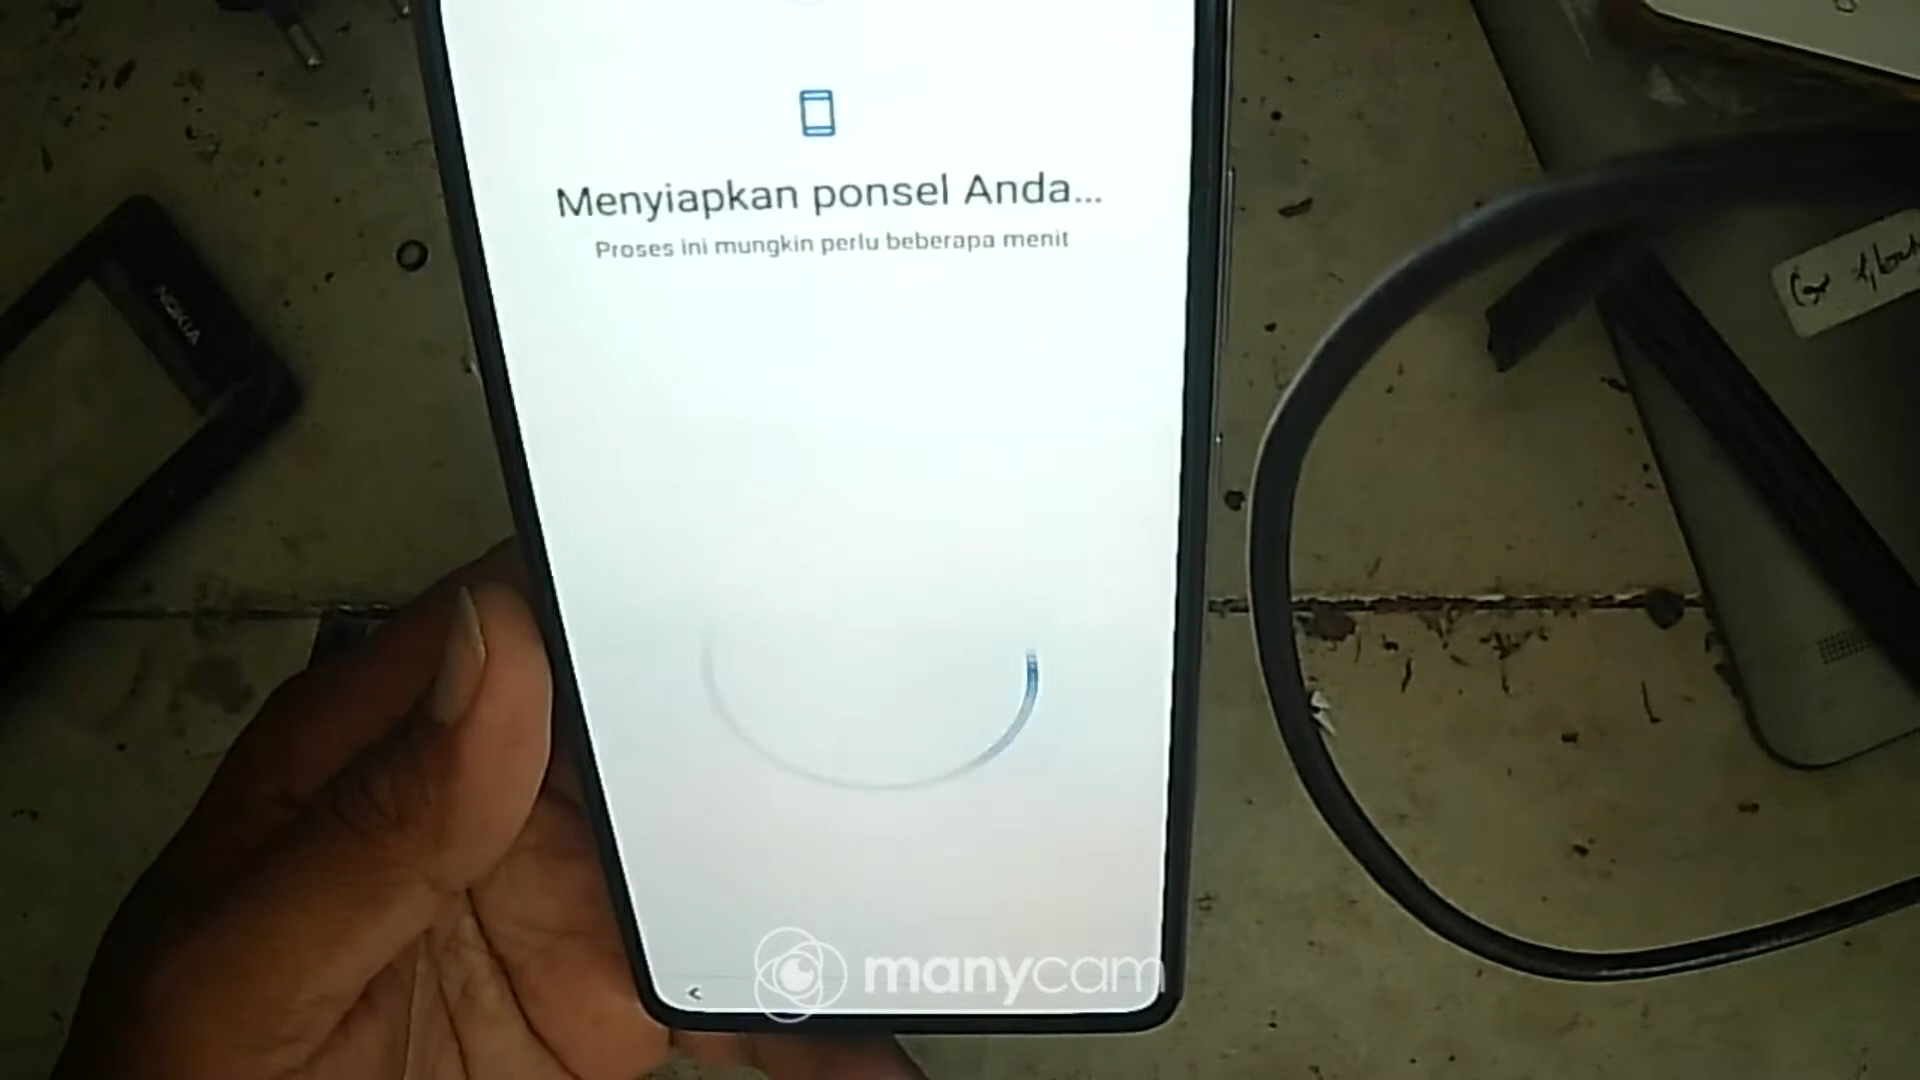 Menyiapkan ponsel Anda...
Proses ini mungkin perlu beberapa menit
NOKIA
manycam